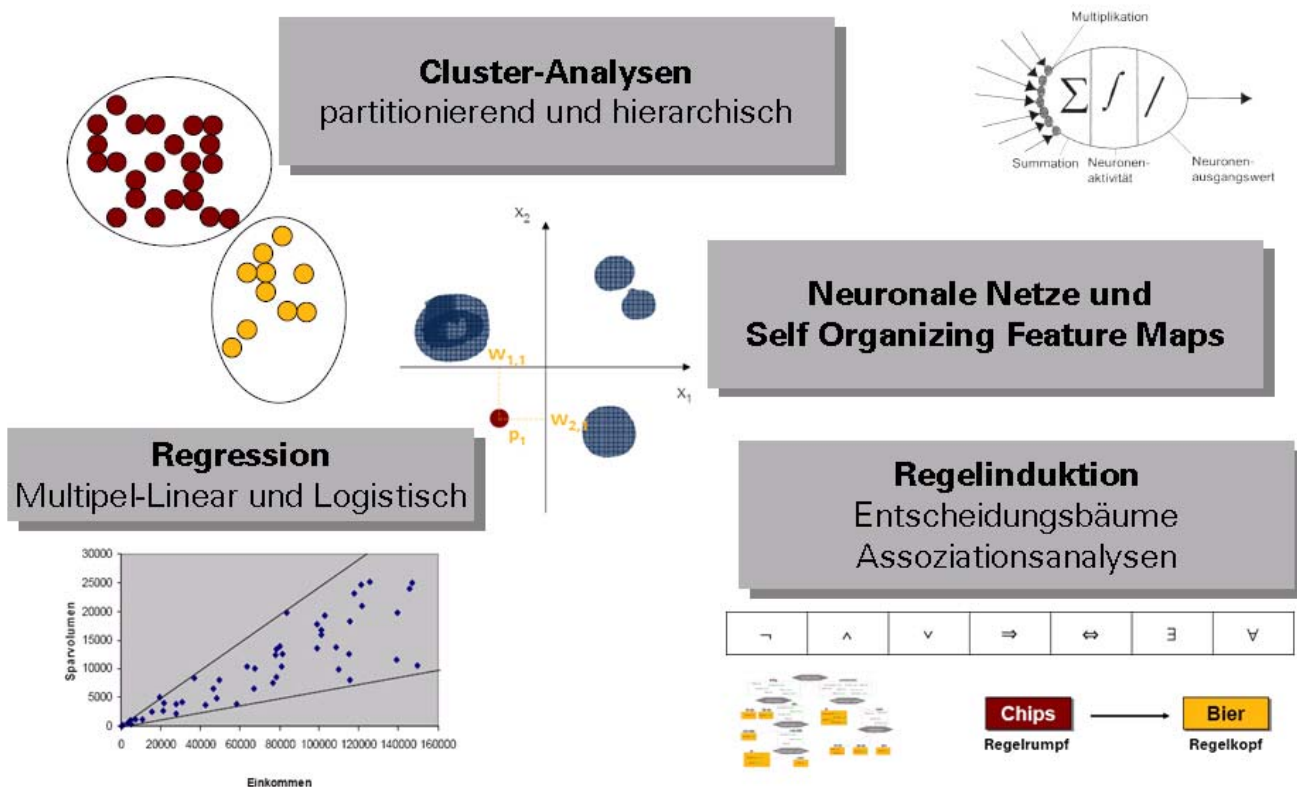 Cluster-Analysen
partitionierend und hierarchisch
Multiplikation
Σ ∫ /
Summation
Neuronen-
aktivität
Neuronen-
ausgangswert
X2
X1
W1,1
W2,1
p1
Neuronale Netze und
Self Organizing Feature Maps
Regression
Multipel-Linear und Logistisch
30000
25000
20000
15000
10000
5000
0
Sparvolumen
0 20000 40000 60000 80000 100000 120000 140000 160000
Einkommen
Regelinduktion
Entscheidungsbäume
Assoziationsanalysen
¬ ∧ ∨ ⇒ ⇔ ∃ ∀
Chips
Regelrumpf
Bier
Regelkopf